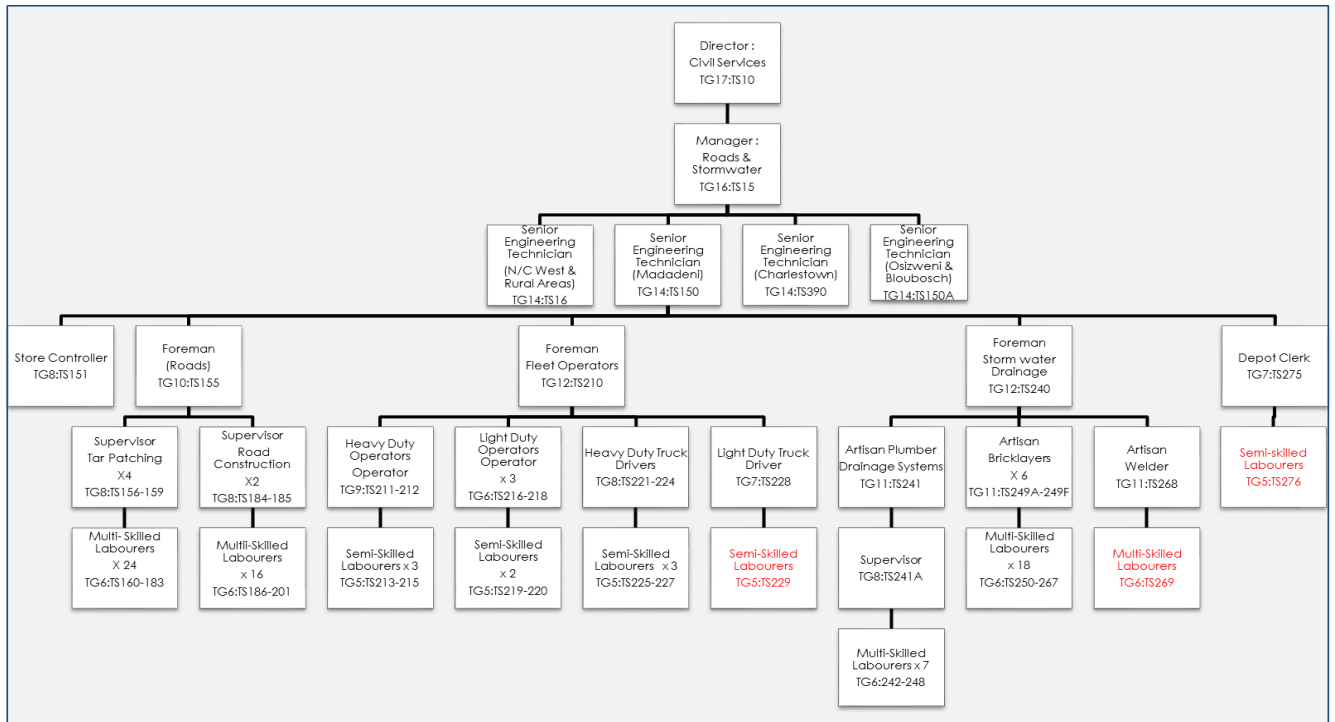 Director :
Civil Services
TG17:TS10
Manager :
Roads &
Stormwater
TG16:TS15
Senior
Engineering
Technician
(N/C West &
Rural Areas)
TG14:TS16
Senior
Engineering
Technician
(Madadeni)
TG14:TS150
Senior
Engineering
Technician
(Charlestown)
TG14:TS390
Senior
Engineering
Technician
(Osizweni &
Bloubosch)
TG14:TS150A
Store Controller
TG8:TS151
Foreman
(Roads)
TG10:TS155
Foreman
Fleet Operators
TG12:TS210
Foreman
Storm water
Drainage
TG12:TS240
Depot Clerk
TG7:TS275
Supervisor
Tar Patching
X4
TG8:TS156-159
Supervisor
Road
Construction
X2
TG8:TS184-185
Heavy Duty
Operators
Operator
TG9:TS211-212
Light Duty
Operators
Operator
x 3
TG6:TS216-218
Heavy Duty Truck
Drivers
TG8:TS221-224
Light Duty Truck
Driver
TG7:TS228
Artisan Plumber
Drainage Systems
TG11:TS241
Artisan
Bricklayers
X 6
TG11:TS249A-249F
Artisan
Welder
TG11:TS268
Semi-skilled
Labourers
TG5:TS276
Multi- Skilled
Labourers
X 24
TG6:TS160-183
Multii-Skilled
Labourers
x 16
TG6:TS186-201
Semi-Skilled
Labourers x 3
TG5:TS213-215
Semi-Skilled
Labourers
x 2
TG5:TS219-220
Semi-Skilled
Labourers x 3
TG5:TS225-227
Semi-Skilled
Labourers
TG5:TS229
Supervisor
TG8:TS241A
Multi-Skilled
Labourers
x 18
TG6:TS250-267
Multi-Skilled
Labourers
TG6:TS269
Multi-Skilled
Labourers x 7
TG6:242-248